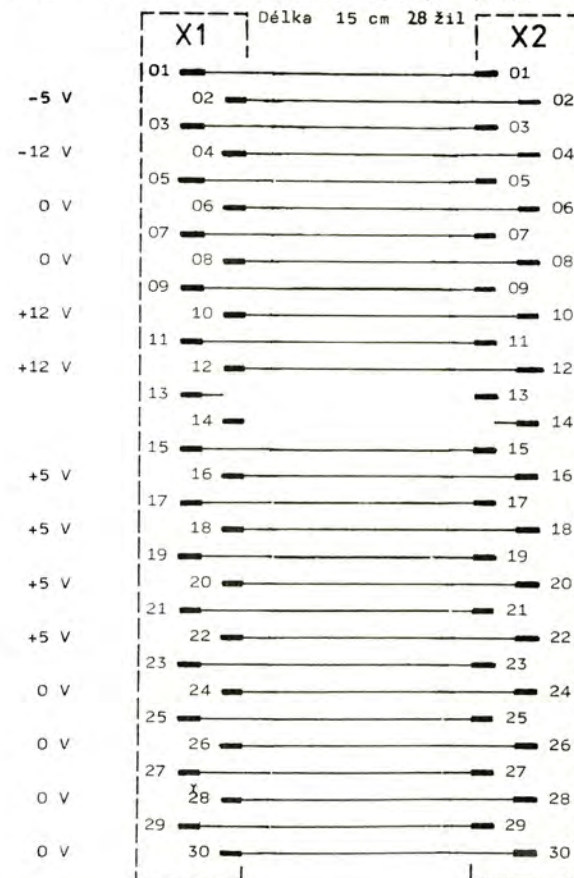 Délka 15 cm 28 žil
X1 X2
01 01
-5 V 02 02
03 03
-12 V 04 04
05 05
0 V 06 06
07 07
0 V 08 08
09 09
+12 V 10 10
11 11
+12 V 12 12
13 13
14 14
15 15
+5 V 16 16
17 17
+5 V 18 18
19 19
+5 V 20 20
21 21
+5 V 22 22
23 23
0 V 24 24
25 25
0 V 26 26
27 27
0 V 28 28
29 29
0 V 30 30